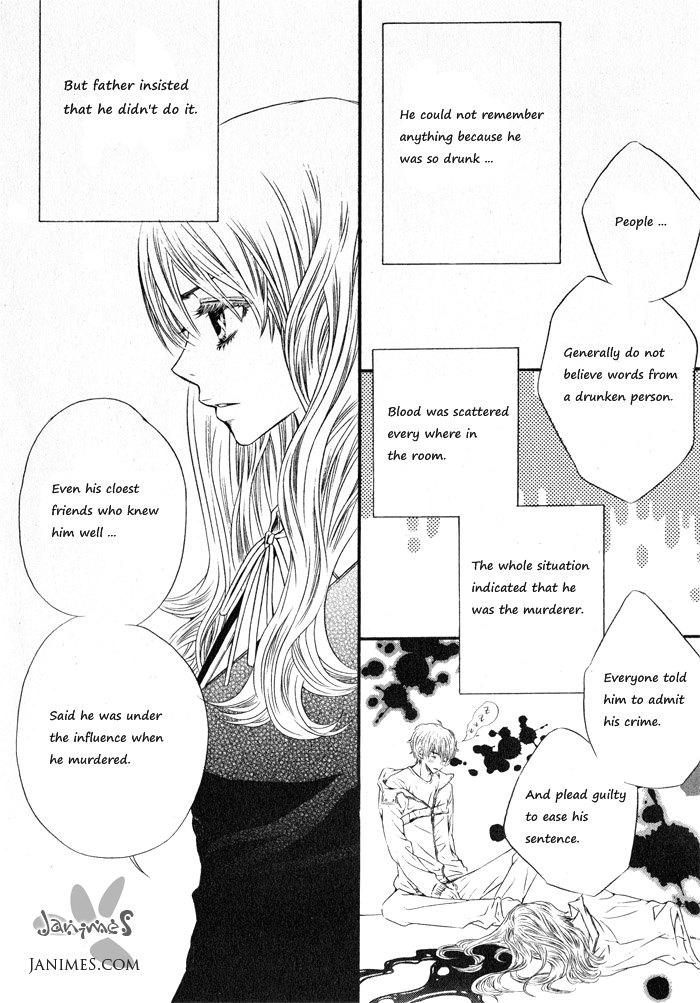 He could not remember
anything because he
was so drunk ...
People ...
Generally do not
believe words from
a drunken person.
Blood was scattered
every where in
the room.
The whole situation
indicated that he
was the murderer.
Everyone told
him to admit
his crime.
And plead guilty
to ease his
sentence.
z z z z
But father insisted
that he didn't do it.
Even his cloest
friends who knew
him well ...
Said he was under
the influence when
he murdered.
Janimes
JANIMES.COM